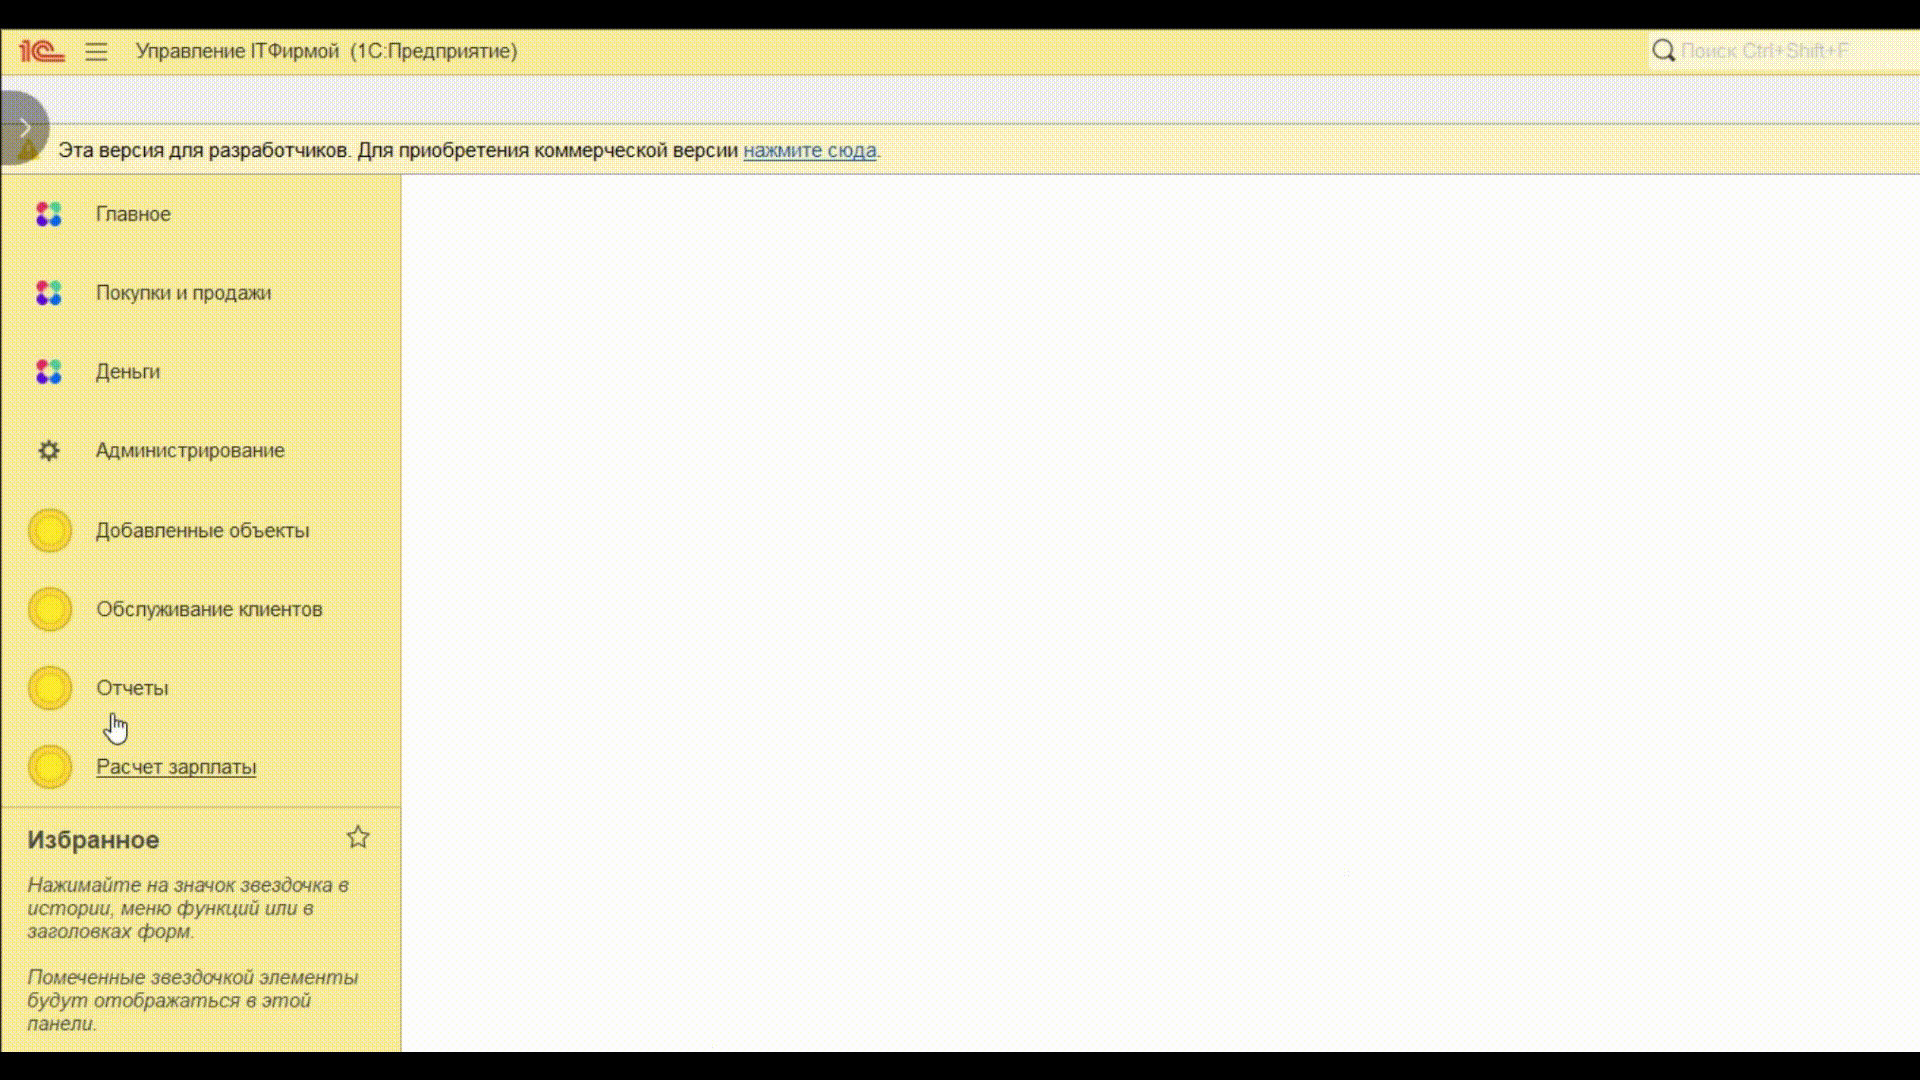 1С Управление ITФирмой (1С:Предприятие)
Поиск Ctrl+Shift+F
Эта версия для разработчиков. Для приобретения коммерческой версии нажмите сюда.
Главное
Покупки и продажи
Деньги
Администрирование
Добавленные объекты
Обслуживание клиентов
Отчеты
Расчет зарплаты
Избранное
Нажимайте на значок звездочка в
истории, меню функций или в
заголовках форм.
Помеченные звездочкой элементы
будут отображаться в этой
панели.